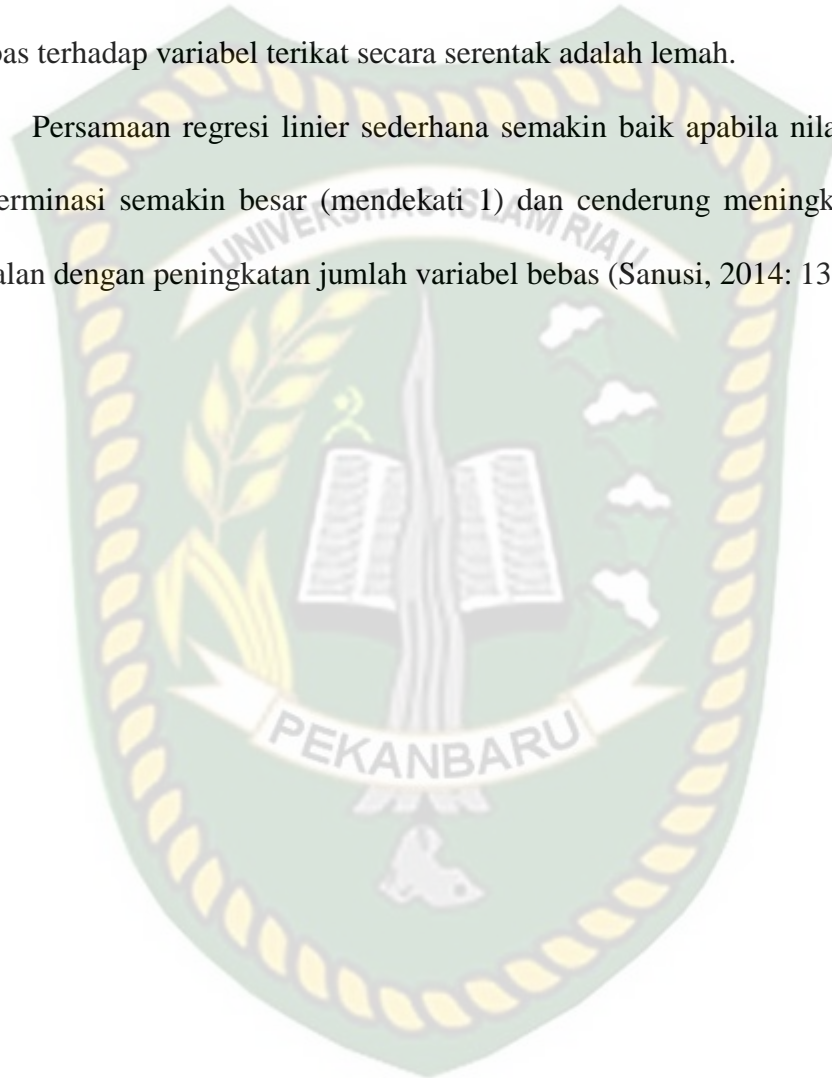 bas terhadap variabel terikat secara serentak adalah lemah.
Persamaan regresi linier sederhana semakin baik apabila nila
erminasi semakin besar (mendekati 1) dan cenderung meningk
alan dengan peningkatan jumlah variabel bebas (Sanusi, 2014: 13
UNIVERSITAS ISLAM RIAU
PEKANBARU